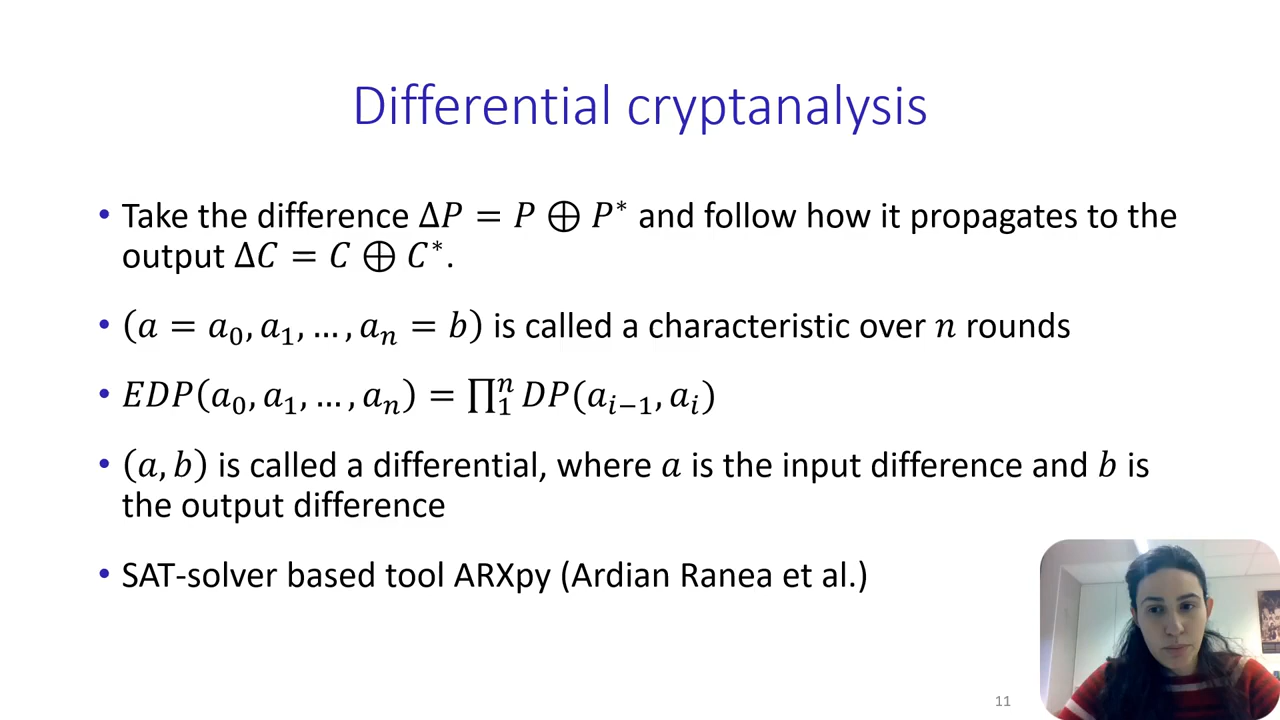 Differential cryptanalysis
• Take the difference Δ𝑃 = 𝑃 ⊕ 𝑃* and follow how it propagates to the
output Δ𝐶 = 𝐶 ⊕ 𝐶*.
• (𝑎 = 𝑎₀, 𝑎₁, … , 𝑎ₙ = 𝑏) is called a characteristic over 𝑛 rounds
• 𝐸𝐷𝑃(𝑎₀, 𝑎₁, … , 𝑎ₙ) = ∏₁ⁿ 𝐷𝑃(𝑎ᵢ₋₁, 𝑎ᵢ)
• (𝑎, 𝑏) is called a differential, where 𝑎 is the input difference and 𝑏 is
the output difference
• SAT-solver based tool ARXpy (Ardian Ranea et al.)
11